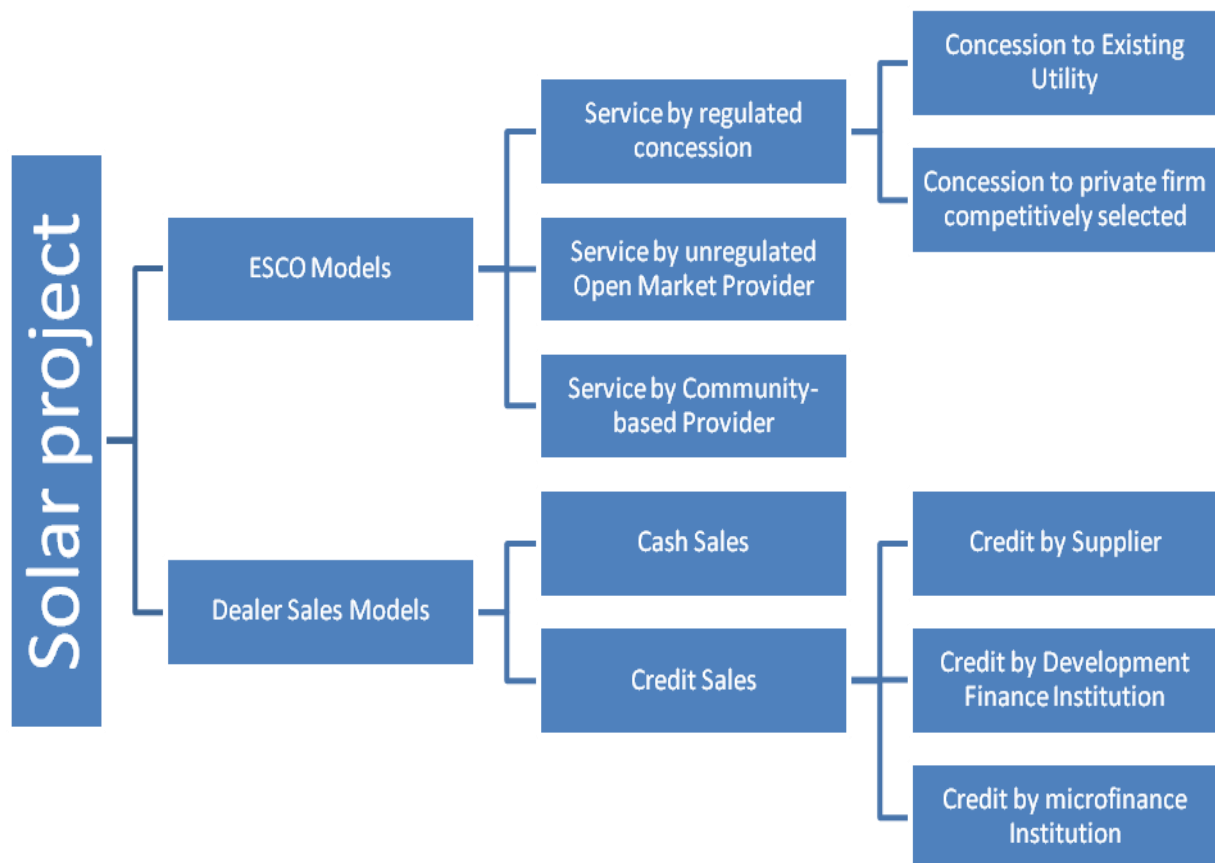 Solar project
ESCO Models
Service by regulated
concession
Concession to Existing
Utility
Concession to private firm
competitively selected
Service by unregulated
Open Market Provider
Service by Community-
based Provider
Dealer Sales Models
Cash Sales
Credit Sales
Credit by Supplier
Credit by Development
Finance Institution
Credit by microfinance
Institution